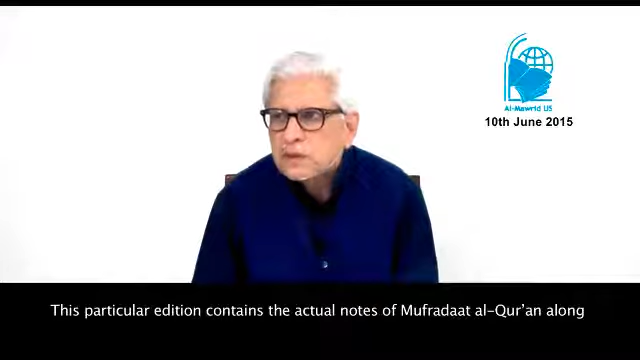 Al-Mawrid US
10th June 2015
This particular edition contains the actual notes of Mufradaat al-Qur'an along